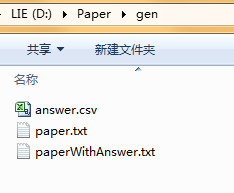 LIE (D:) ▸ Paper ▸ gen
共享 新建文件夹
名称
answer.csv
paper.txt
paperWithAnswer.txt